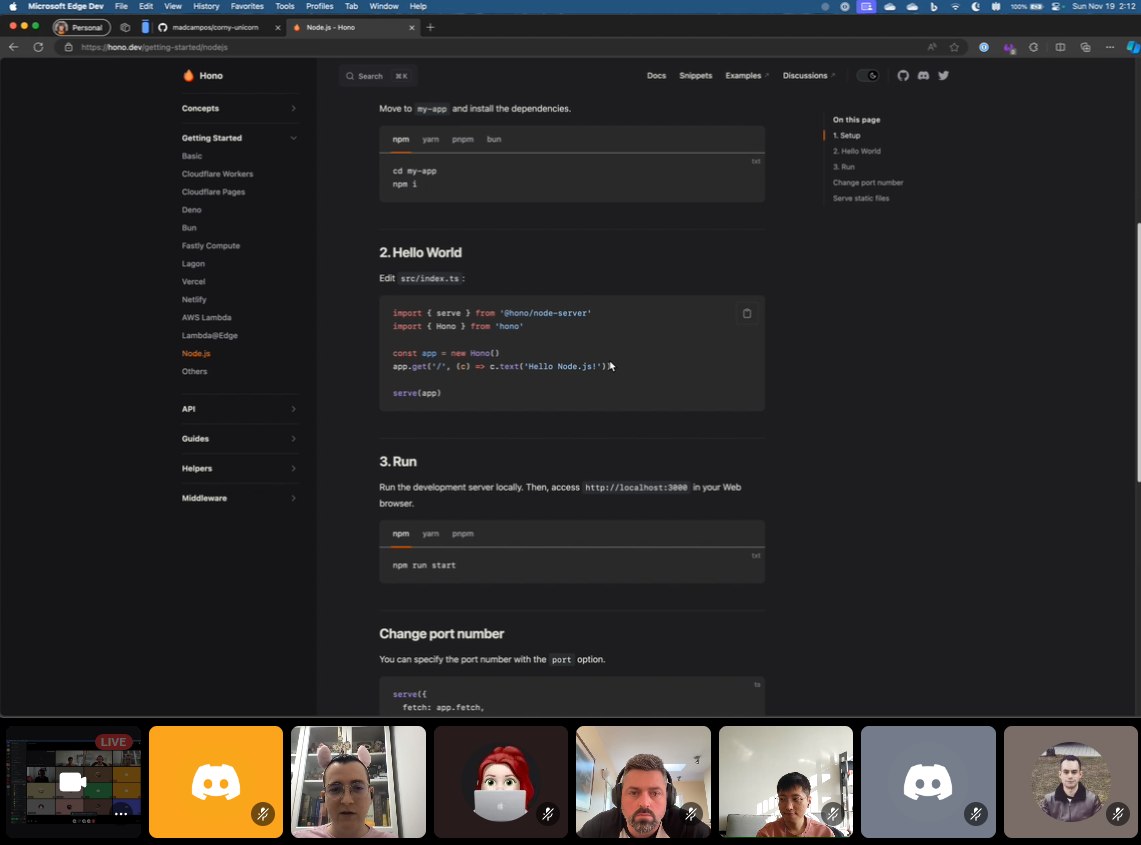 Microsoft Edge Dev File Edit View History Favorites Tools Profiles Tab Window Help 100% Sun Nov 19 2:12
Personal madcampos/corny-unicorn Node.js - Hono
https://hono.dev/getting-started/nodejs
Hono
Search ⌘K
Docs Snippets Examples Discussions
Concepts
Getting Started
Basic
Cloudflare Workers
Cloudflare Pages
Deno
Bun
Fastly Compute
Lagon
Vercel
Netlify
AWS Lambda
Lambda@Edge
Node.js
Others
API
Guides
Helpers
Middleware
Move to my-app and install the dependencies.
npm yarn pnpm bun
txt
cd my-app
npm i
2. Hello World
Edit src/index.ts :
import { serve } from '@hono/node-server'
import { Hono } from 'hono'
const app = new Hono()
app.get('/', (c) => c.text('Hello Node.js!'))
serve(app)
3. Run
Run the development server locally. Then, access http://localhost:3000 in your Web
browser.
npm yarn pnpm
txt
npm run start
Change port number
You can specify the port number with the port option.
ts
serve({
fetch: app.fetch,
On this page
1. Setup
2. Hello World
3. Run
Change port number
Serve static files
LIVE